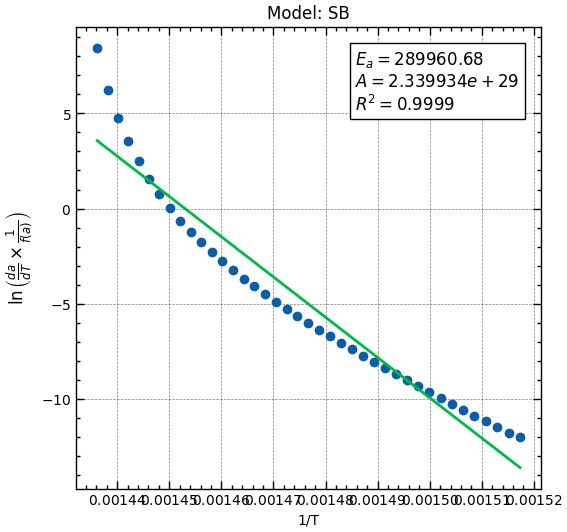 Model: SB
E_a = 289960.68
A = 2.339934e + 29
R^2 = 0.9999
5
0
−5
−10
ln (da/dT × 1/f(a))
0.00144 0.00145 0.00146 0.00147 0.00148 0.00149 0.00150 0.00151 0.00152
1/T